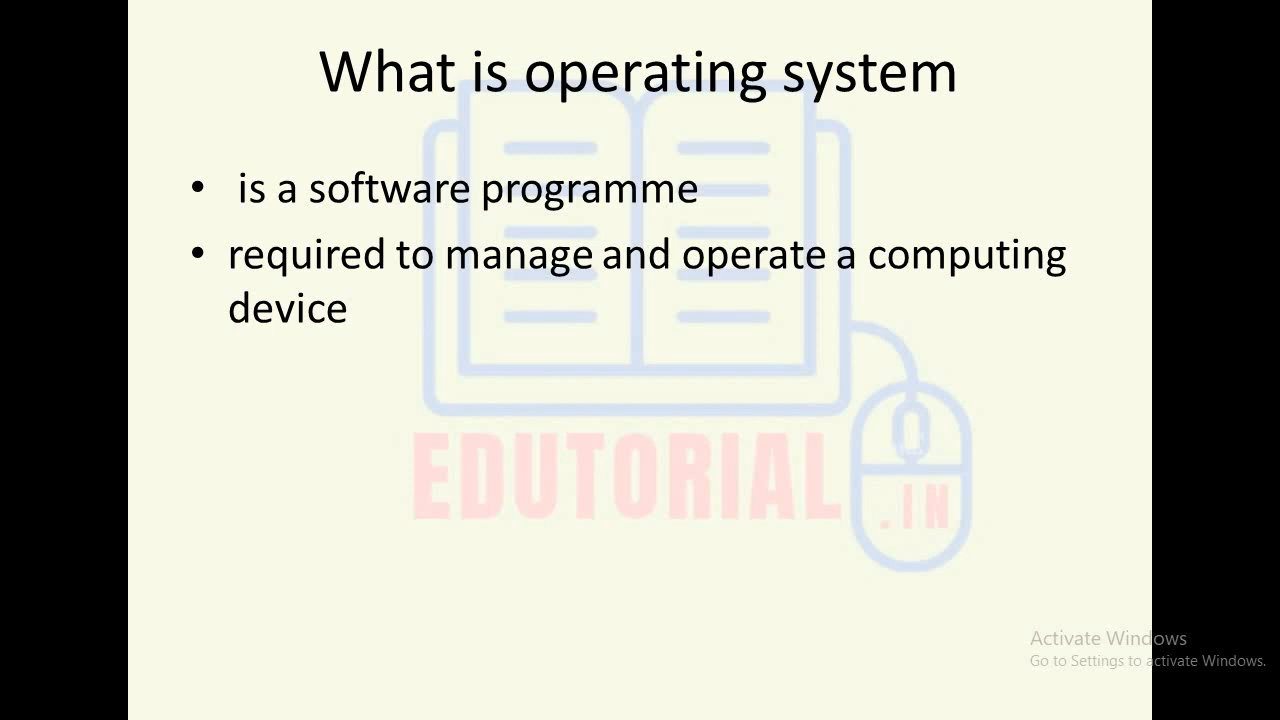 What is operating system
• is a software programme
• required to manage and operate a computing
device
EDUTORIAL
.IN
Activate Windows
Go to Settings to activate Windows.